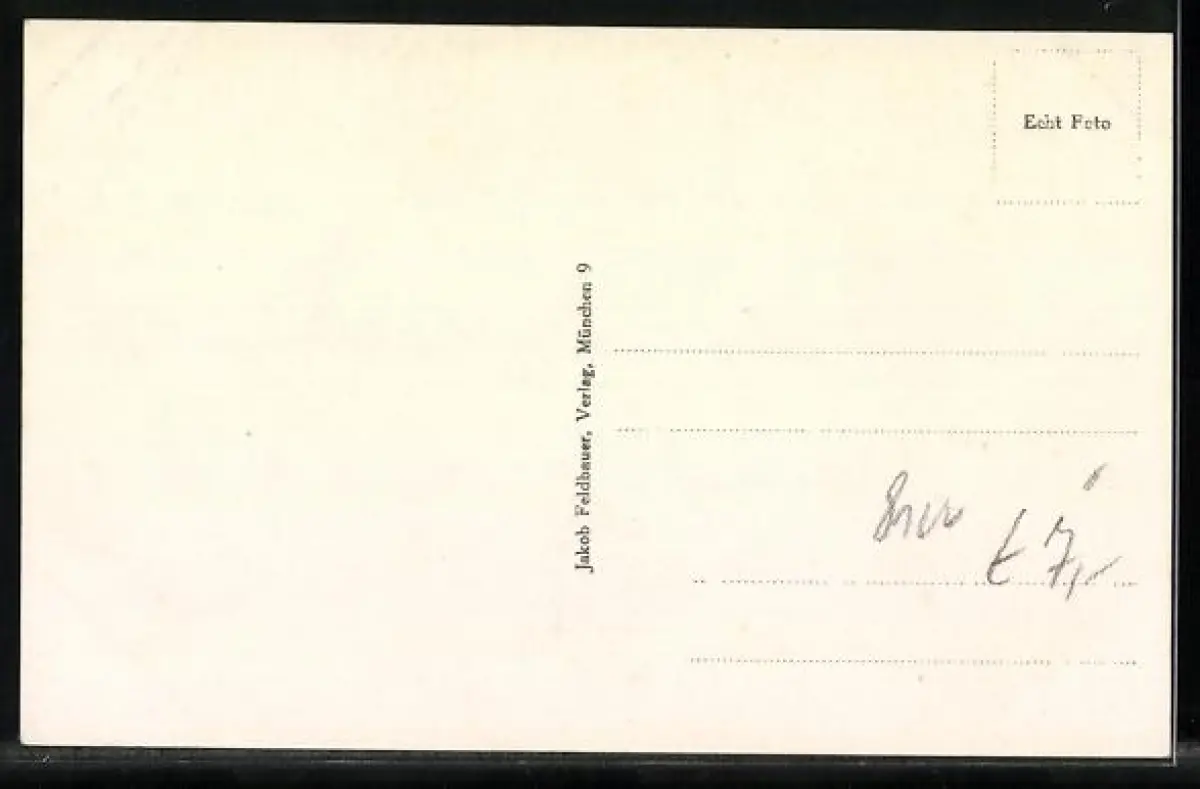 Echt Foto
Jakob Feldbauer, Verlag, München 9